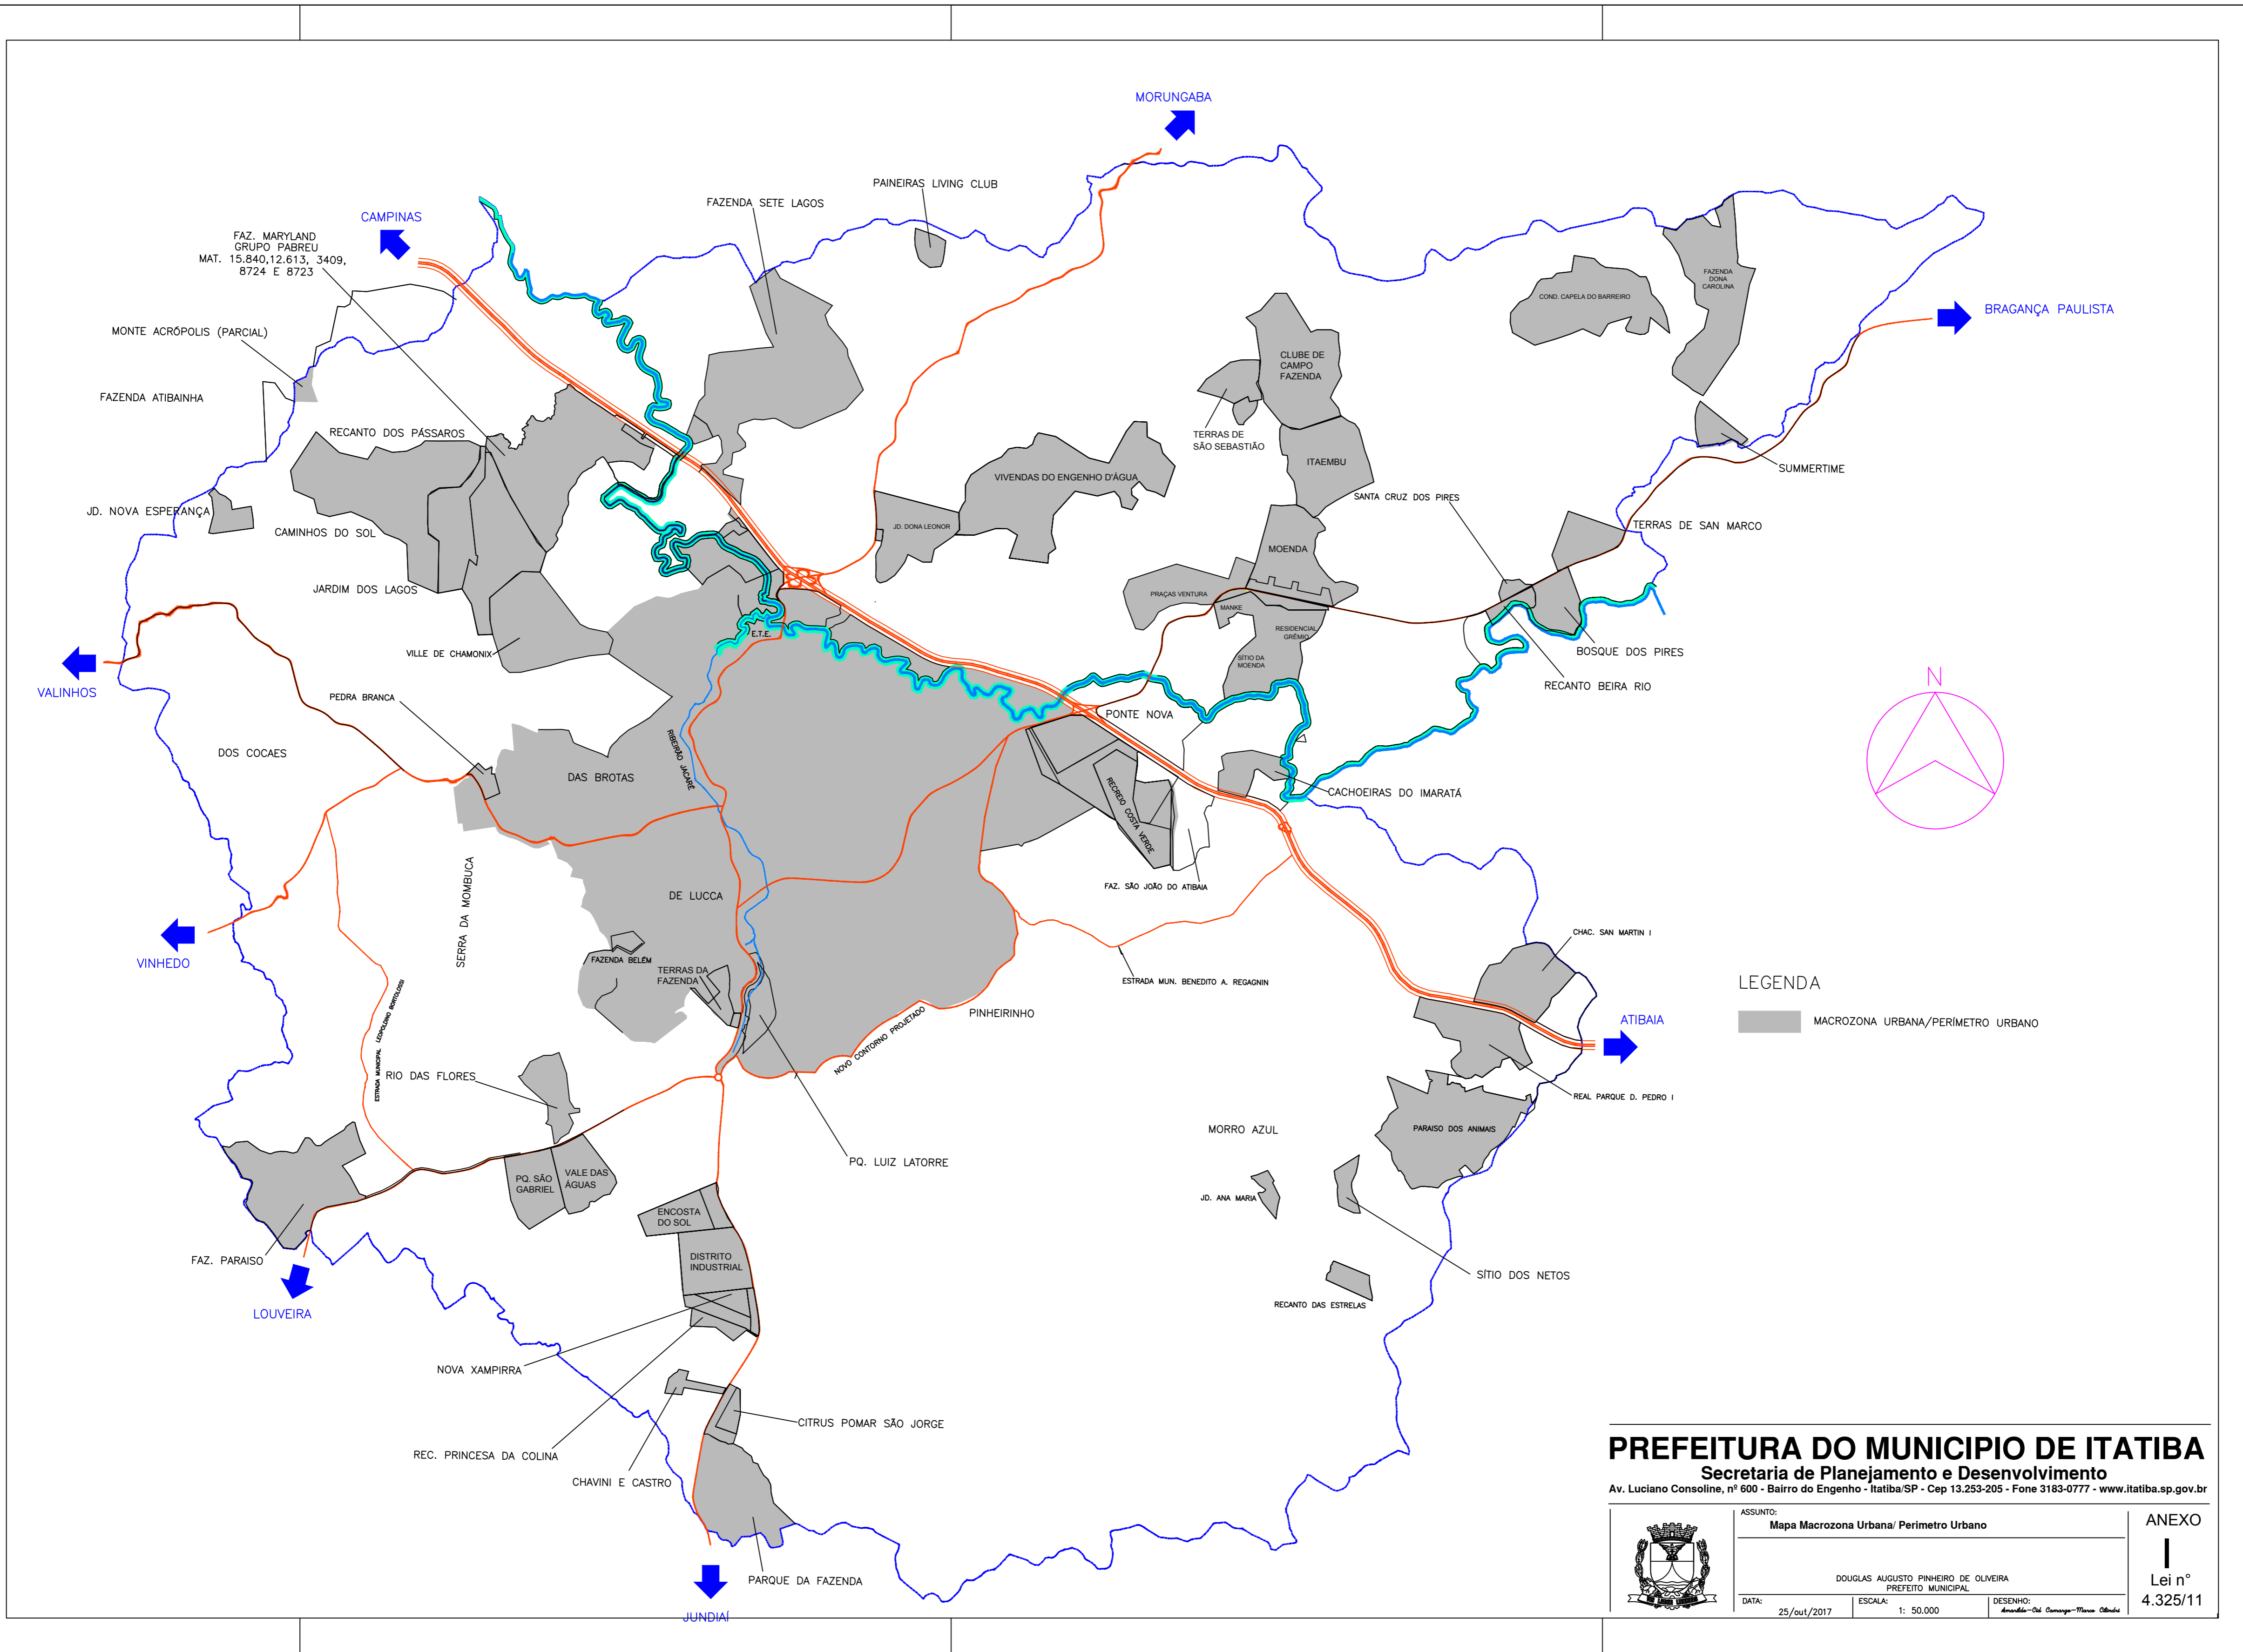 MORUNGABA
PAINEIRAS LIVING CLUB
FAZENDA SETE LAGOS
CAMPINAS
FAZ. MARYLAND
GRUPO PABREU
MAT. 15.840,12.613, 3409,
8724 E 8723
FAZENDA
DONA
CAROLINA
COND. CAPELA DO BARREIRO
BRAGANÇA PAULISTA
MONTE ACRÓPOLIS (PARCIAL)
CLUBE DE
CAMPO
FAZENDA
FAZENDA ATIBAINHA
RECANTO DOS PÁSSAROS
TERRAS DE
SÃO SEBASTIÃO
ITAEMBU
SUMMERTIME
VIVENDAS DO ENGENHO D'ÁGUA
SANTA CRUZ DOS PIRES
JD. NOVA ESPERANÇA
CAMINHOS DO SOL
JD. DONA LEONOR
TERRAS DE SAN MARCO
MOENDA
JARDIM DOS LAGOS
PRAÇAS VENTURA
MANKE
RESIDENCIAL
GRÊMIO
E.T.E.
VILLE DE CHAMONIX
SÍTIO DA
MOENDA
BOSQUE DOS PIRES
RECANTO BEIRA RIO
VALINHOS
PEDRA BRANCA
PONTE NOVA
N
DOS COCAES
RIBEIRÃO JACARÉ
DAS BROTAS
RECREIO COSTA VERDE
CACHOEIRAS DO IMARATÁ
SERRA DA MOMBUCA
DE LUCCA
FAZ. SÃO JOÃO DO ATIBAIA
CHAC. SAN MARTIN I
VINHEDO
FAZENDA BELÉM
TERRAS DA
FAZENDA
ESTRADA MUN. BENEDITO A. REGAGNIN
LEGENDA
ESTRADA MUNICIPAL LEOPOLDINO BORTOLOSSI
PINHEIRINHO
NOVO CONTORNO PROJETADO
ATIBAIA
MACROZONA URBANA/PERÍMETRO URBANO
RIO DAS FLORES
REAL PARQUE D. PEDRO I
MORRO AZUL
PARAISO DOS ANIMAIS
PQ. LUIZ LATORRE
PQ. SÃO
GABRIEL
VALE DAS
ÁGUAS
JD. ANA MARIA
ENCOSTA
DO SOL
FAZ. PARAISO
DISTRITO
INDUSTRIAL
SÍTIO DOS NETOS
RECANTO DAS ESTRELAS
LOUVEIRA
NOVA XAMPIRRA
CITRUS POMAR SÃO JORGE
REC. PRINCESA DA COLINA
CHAVINI E CASTRO
PARQUE DA FAZENDA
JUNDIAÍ
PREFEITURA DO MUNICIPIO DE ITATIBA
Secretaria de Planejamento e Desenvolvimento
Av. Luciano Consoline, nº 600 - Bairro do Engenho - Itatiba/SP - Cep 13.253-205 - Fone 3183-0777 - www.itatiba.sp.gov.br
ASSUNTO:
Mapa Macrozona Urbana/ Perimetro Urbano
DOUGLAS AUGUSTO PINHEIRO DE OLIVEIRA
PREFEITO MUNICIPAL
DATA:
25/out/2017
ESCALA:
1: 50.000
DESENHO:
ANEXO
I
Lei n°
4.325/11